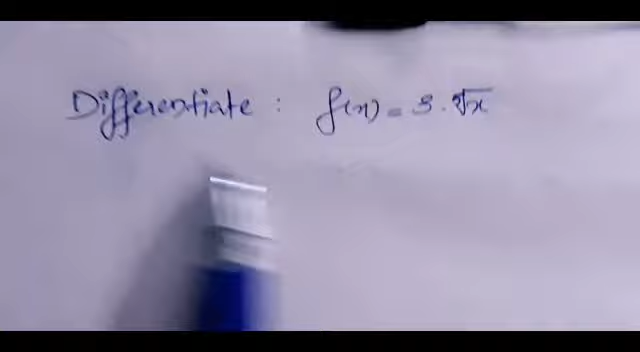 Differentiate : f(x) = 3 . ∜x